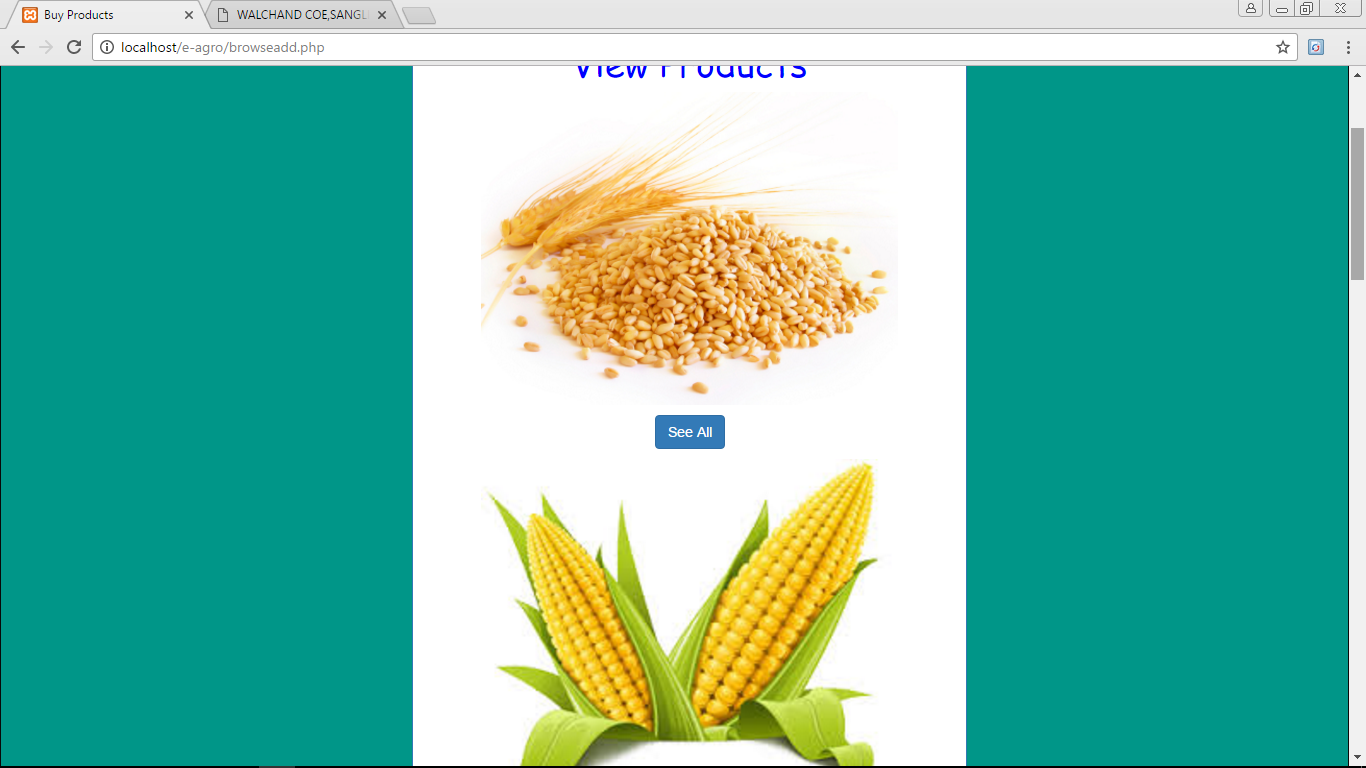 Buy Products
WALCHAND COE,SANGL
localhost/e-agro/browseadd.php
View Products
See All